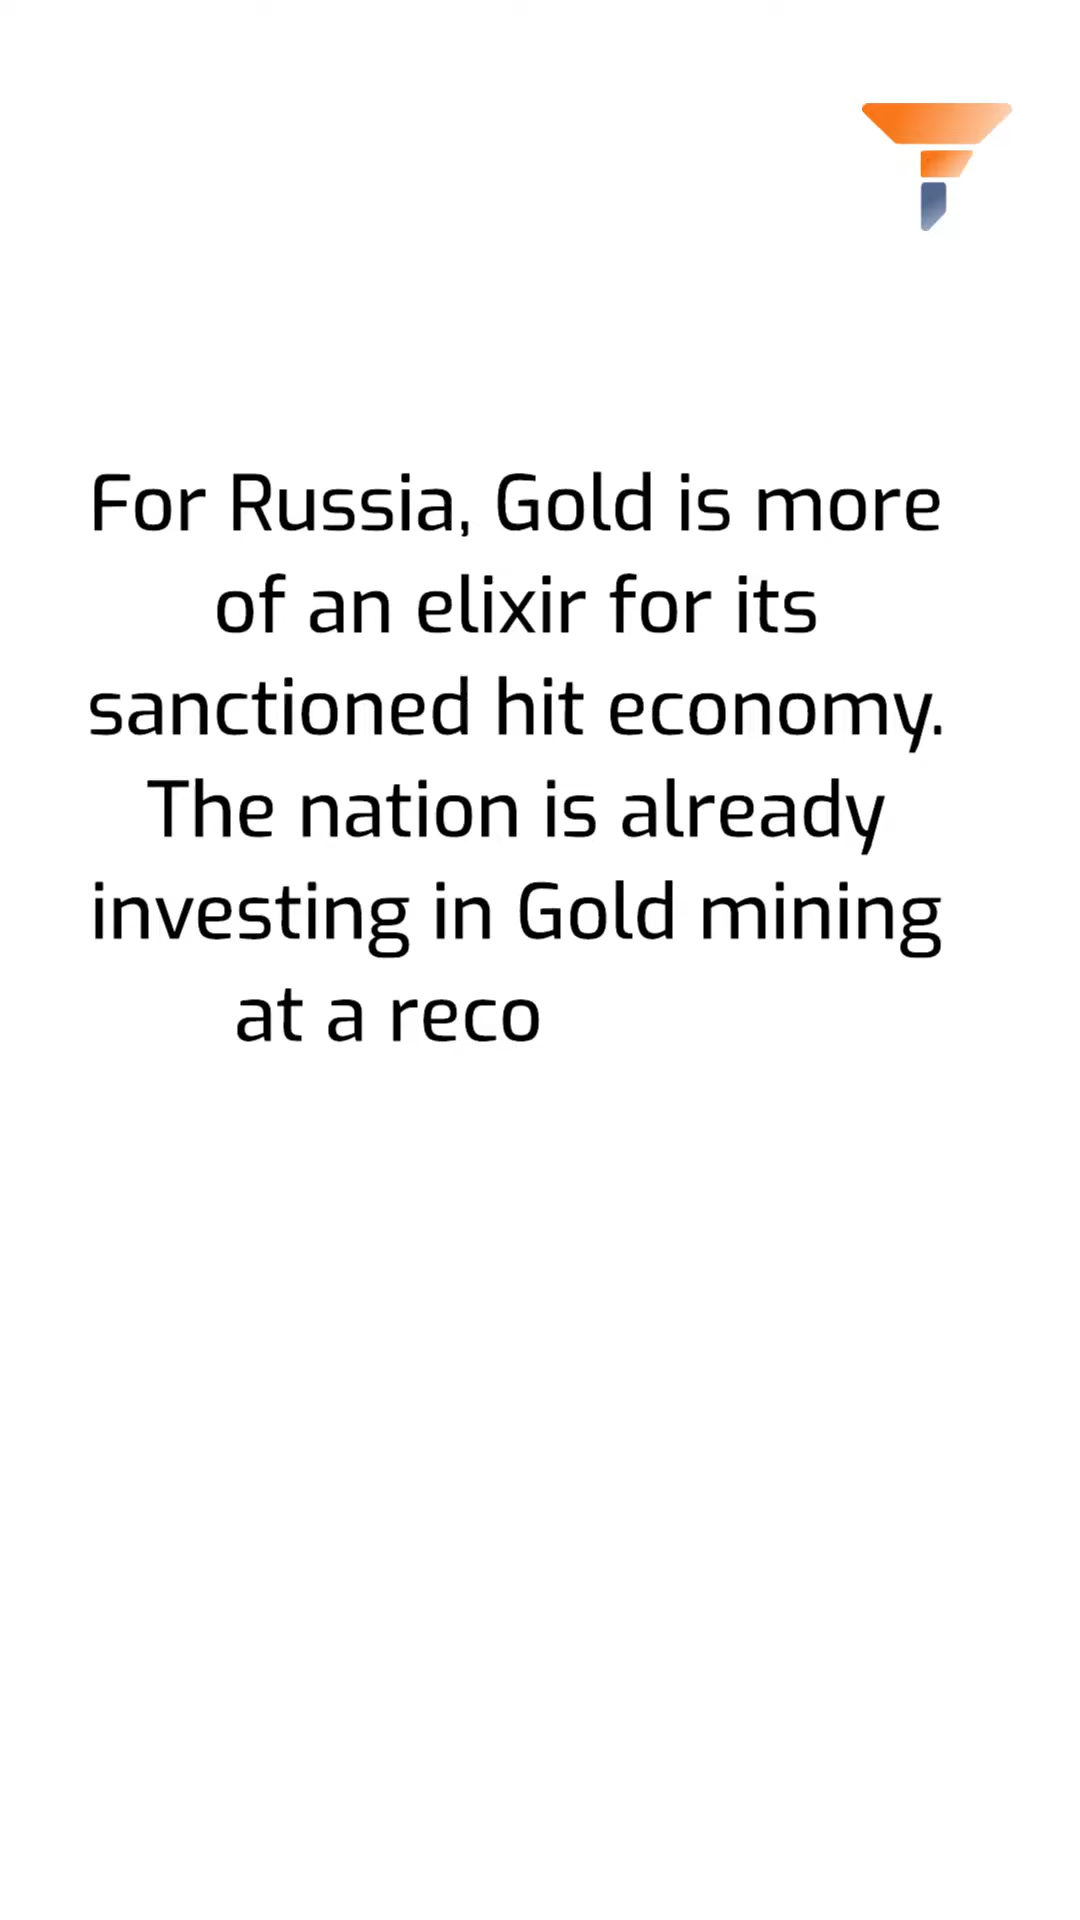 For Russia, Gold is more
of an elixir for its
sanctioned hit economy.
The nation is already
investing in Gold mining
at a reco